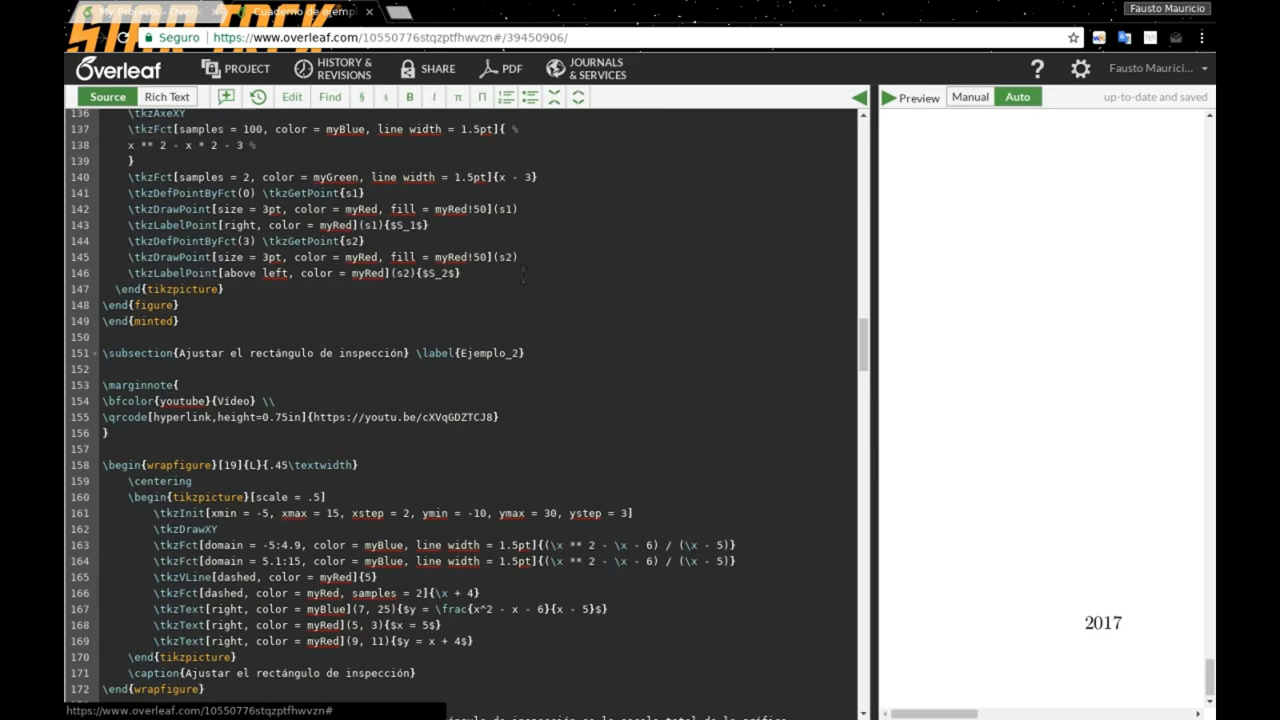 My Projects - Overl
Cuaderno de ejempl
Fausto Mauricio
Seguro https://www.overleaf.com/10550776stqzptfhwvzn#/39450906/
Overleaf PROJECT HISTORY & REVISIONS SHARE PDF JOURNALS & SERVICES ? Fausto Maurici...
Source Rich Text Edit Find § § B I π Π Preview Manual Auto up-to-date and saved
136 \tkzAxeXY
137 \tkzFct[samples = 100, color = myBlue, line width = 1.5pt]{ %
138 x ** 2 - x * 2 - 3 %
139 }
140 \tkzFct[samples = 2, color = myGreen, line width = 1.5pt]{x - 3}
141 \tkzDefPointByFct(0) \tkzGetPoint{s1}
142 \tkzDrawPoint[size = 3pt, color = myRed, fill = myRed!50](s1)
143 \tkzLabelPoint[right, color = myRed](s1){$S_1$}
144 \tkzDefPointByFct(3) \tkzGetPoint{s2}
145 \tkzDrawPoint[size = 3pt, color = myRed, fill = myRed!50](s2)
146 \tkzLabelPoint[above left, color = myRed](s2){$S_2$}
147 \end{tikzpicture}
148 \end{figure}
149 \end{minted}
150
151 \subsection{Ajustar el rectángulo de inspección} \label{Ejemplo_2}
152
153 \marginnote{
154 \bfcolor{youtube}{Video} \\
155 \qrcode[hyperlink,height=0.75in]{https://youtu.be/cXVqGDZTCJ8}
156 }
157
158 \begin{wrapfigure}[19]{L}{.45\textwidth}
159 \centering
160 \begin{tikzpicture}[scale = .5]
161 \tkzInit[xmin = -5, xmax = 15, xstep = 2, ymin = -10, ymax = 30, ystep = 3]
162 \tkzDrawXY
163 \tkzFct[domain = -5:4.9, color = myBlue, line width = 1.5pt]{(\x ** 2 - \x - 6) / (\x - 5)}
164 \tkzFct[domain = 5.1:15, color = myBlue, line width = 1.5pt]{(\x ** 2 - \x - 6) / (\x - 5)}
165 \tkzVLine[dashed, color = myRed]{5}
166 \tkzFct[dashed, color = myRed, samples = 2]{\x + 4}
167 \tkzText[right, color = myBlue](7, 25){$y = \frac{x^2 - x - 6}{x - 5}$}
168 \tkzText[right, color = myRed](5, 3){$x = 5$}
169 \tkzText[right, color = myRed](9, 11){$y = x + 4$}
170 \end{tikzpicture}
171 \caption{Ajustar el rectángulo de inspección}
172 \end{wrapfigure}
2017
https://www.overleaf.com/10550776stqzptfhwvzn#